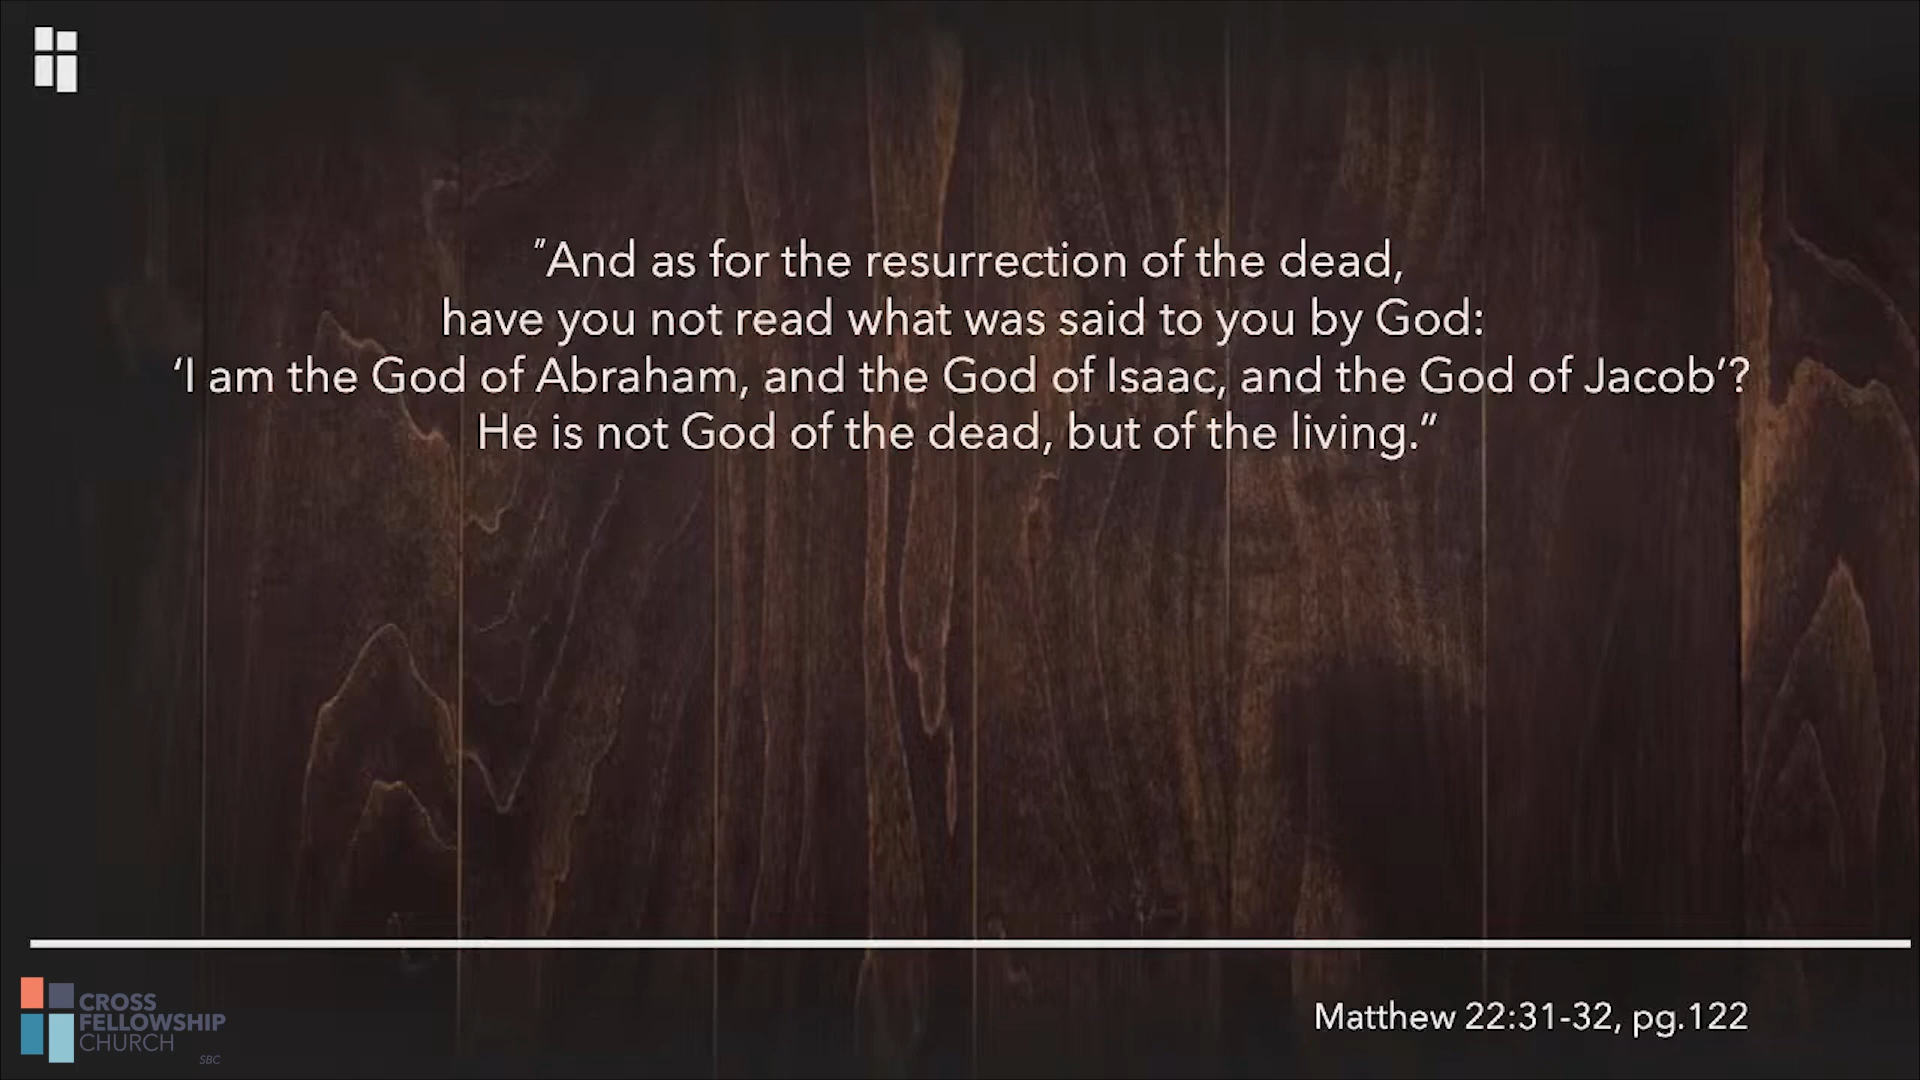 "And as for the resurrection of the dead,
have you not read what was said to you by God:
‘I am the God of Abraham, and the God of Isaac, and the God of Jacob’?
He is not God of the dead, but of the living.”
CROSS
FELLOWSHIP
CHURCH
SBC
Matthew 22:31-32, pg.122